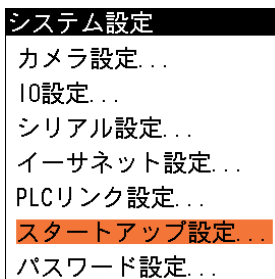 システム設定
カメラ設定...
IO設定...
シリアル設定...
イーサネット設定...
PLCリンク設定...
スタートアップ設定...
パスワード設定...